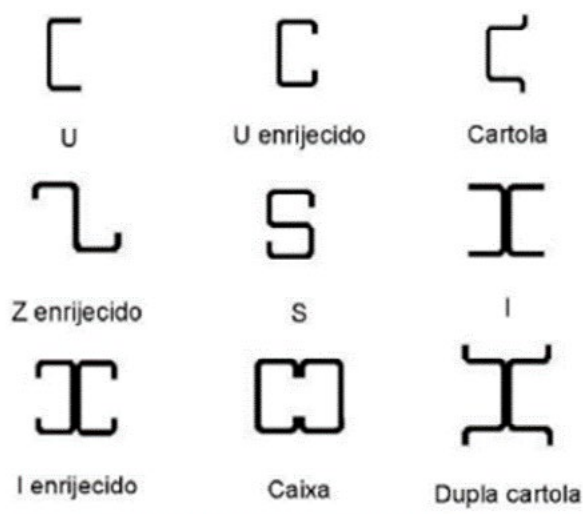 U
U enrijecido
Cartola
Z enrijecido
S
I
I enrijecido
Caixa
Dupla cartola